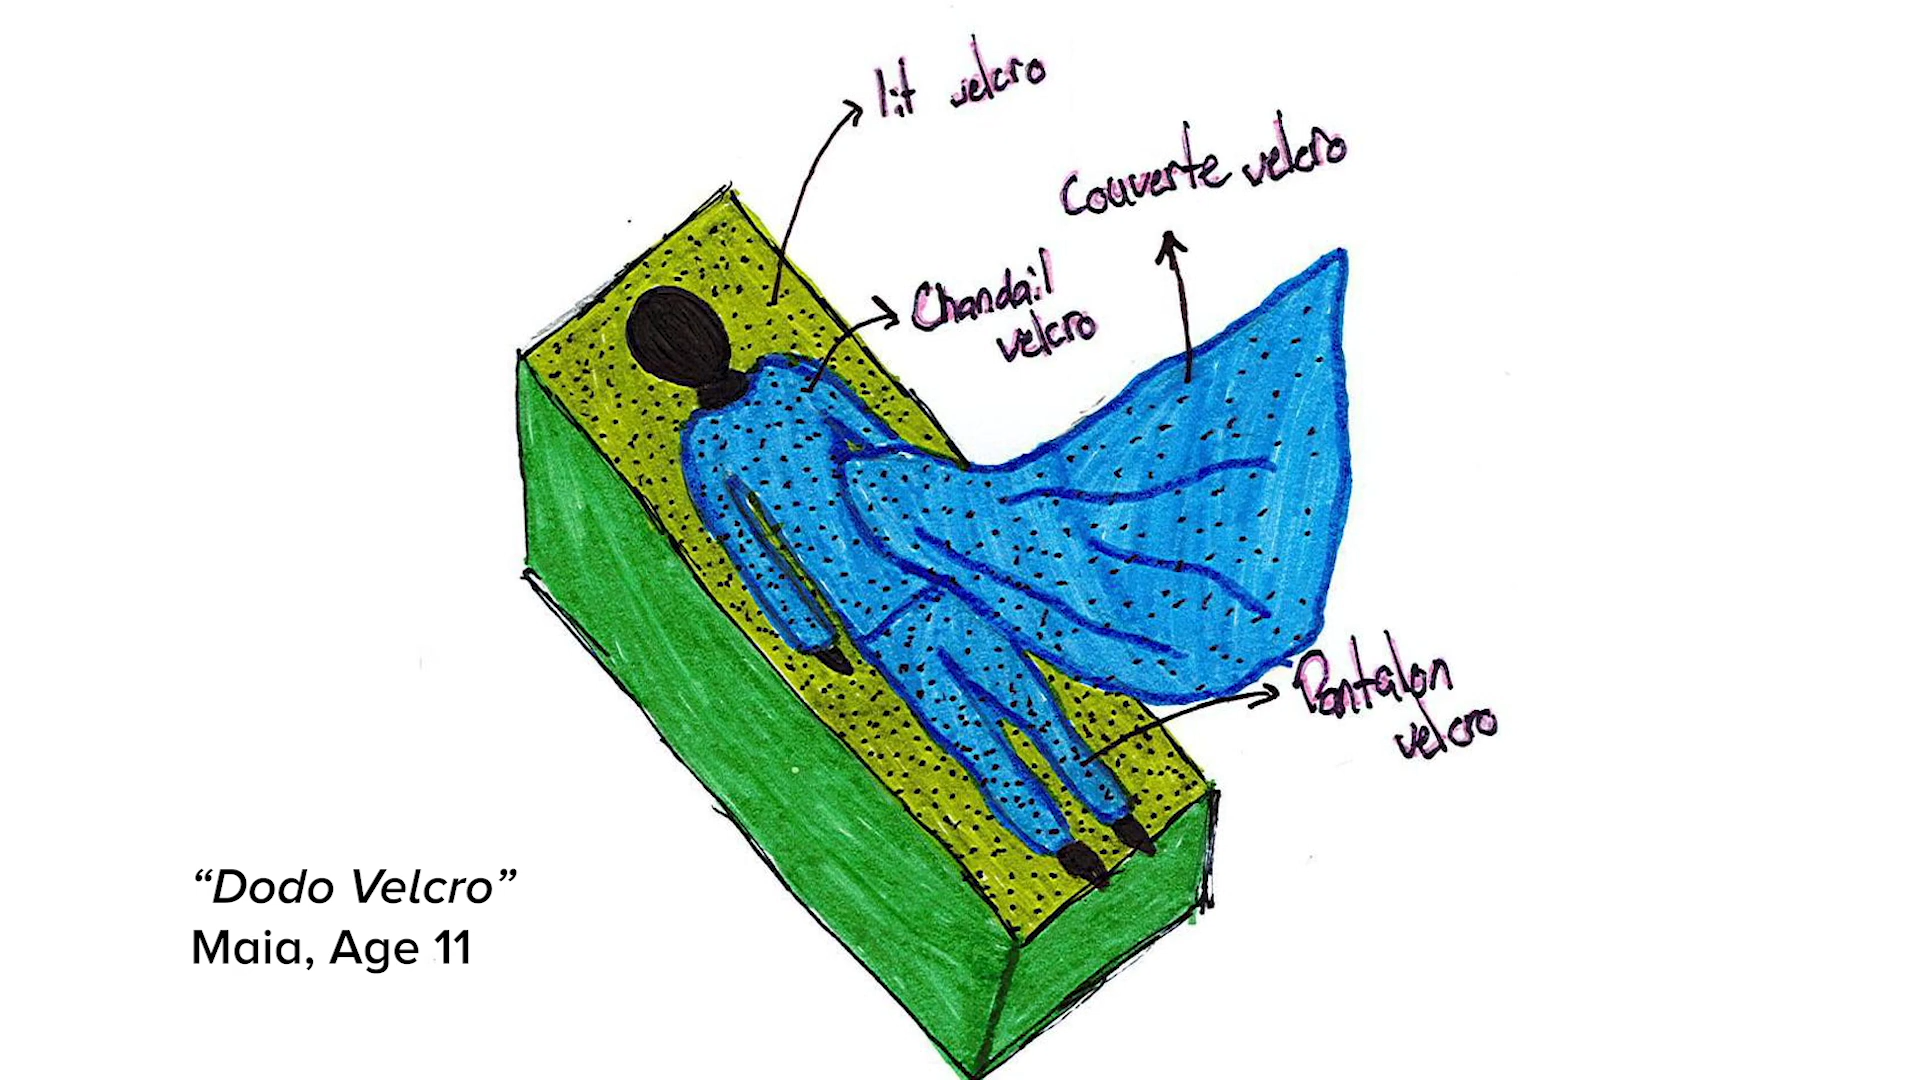 lit velcro
Couverte velcro
Chandail
velcro
Pantalon
velcro
“Dodo Velcro”
Maia, Age 11